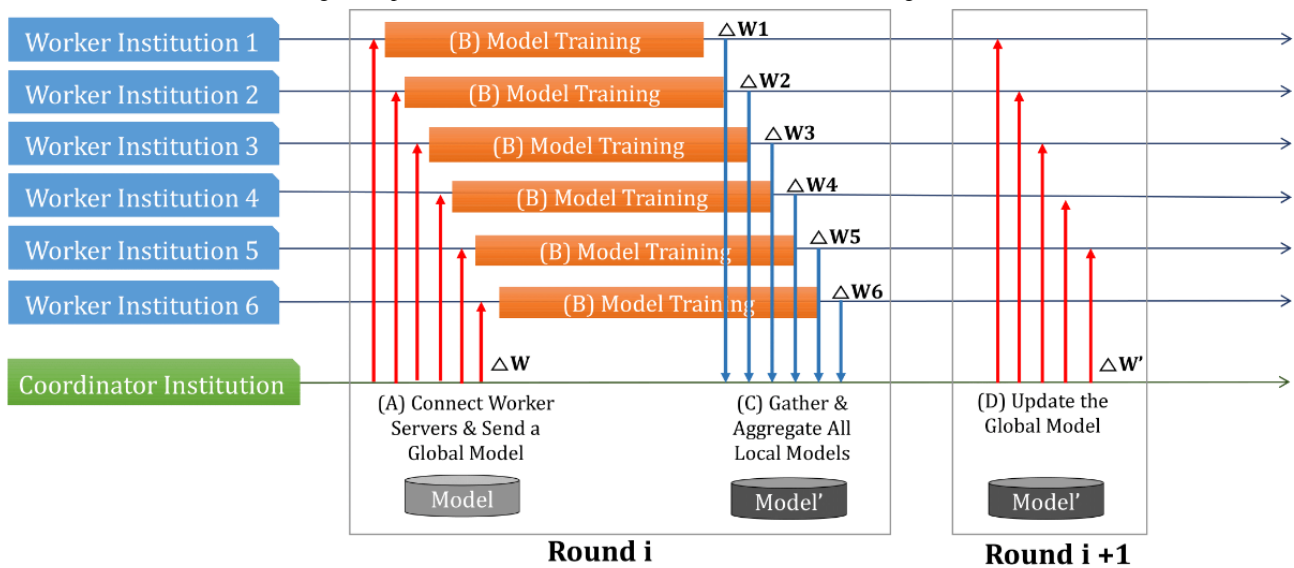 Worker Institution 1
(B) Model Training
△W1
Worker Institution 2
(B) Model Training
△W2
Worker Institution 3
(B) Model Training
△W3
Worker Institution 4
(B) Model Training
△W4
Worker Institution 5
(B) Model Training
△W5
Worker Institution 6
(B) Model Training
△W6
Coordinator Institution
△W
△W'
(A) Connect Worker
Servers & Send a
Global Model
Model
(C) Gather &
Aggregate All
Local Models
Model'
(D) Update the
Global Model
Model'
Round i
Round i +1